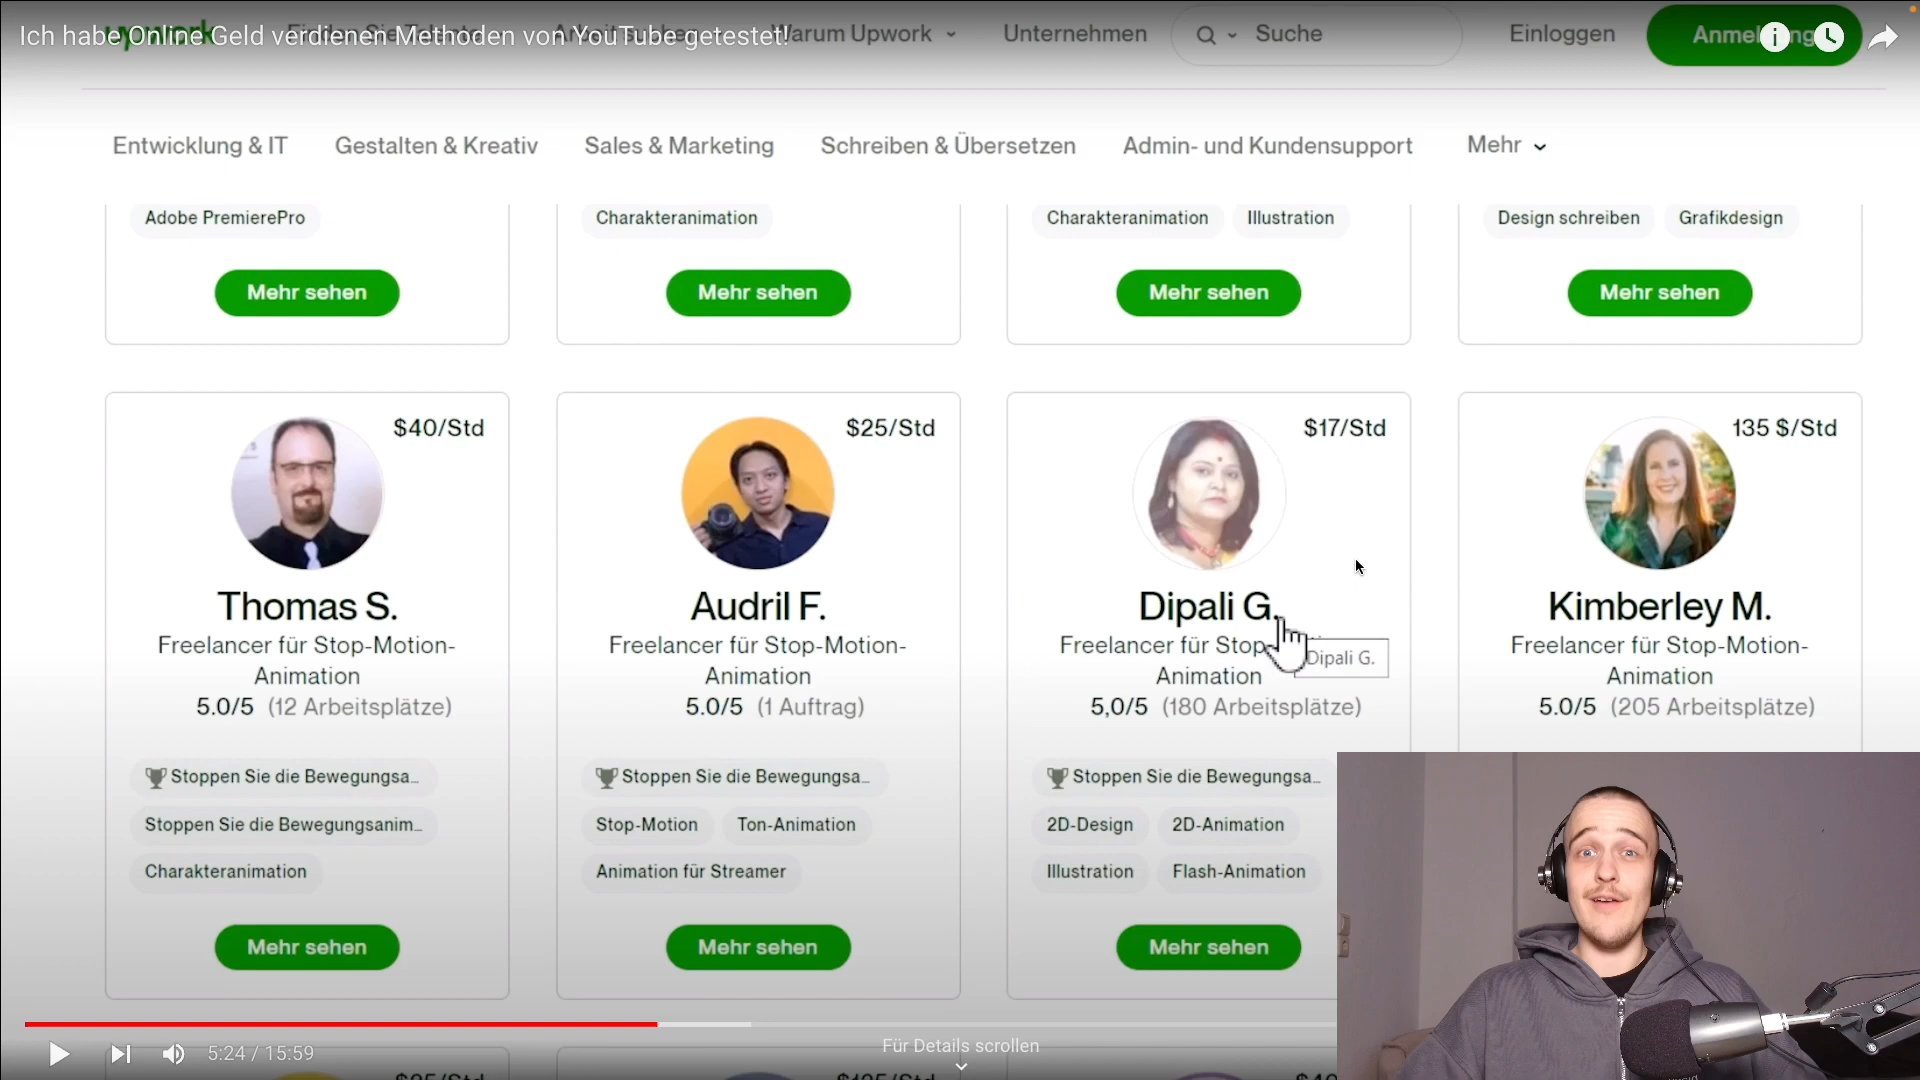 Ich habe Online Geld verdienen Methoden von YouTube getestet!
Warum Upwork
Unternehmen
Suche
Einloggen
Entwicklung & IT
Gestalten & Kreativ
Sales & Marketing
Schreiben & Übersetzen
Admin- und Kundensupport
Mehr
Adobe PremierePro
Charakteranimation
Charakteranimation
Illustration
Design schreiben
Grafikdesign
Mehr sehen
Mehr sehen
Mehr sehen
Mehr sehen
$40/Std
Thomas S.
Freelancer für Stop-Motion-
Animation
5.0/5 (12 Arbeitsplätze)
Stoppen Sie die Bewegungsa...
Stoppen Sie die Bewegungsanim...
Charakteranimation
Mehr sehen
$25/Std
Audril F.
Freelancer für Stop-Motion-
Animation
5.0/5 (1 Auftrag)
Stoppen Sie die Bewegungsa...
Stop-Motion
Ton-Animation
Animation für Streamer
Mehr sehen
$17/Std
Dipali G.
Freelancer für Stop
Animation
Dipali G.
5,0/5 (180 Arbeitsplätze)
Stoppen Sie die Bewegungsa...
2D-Design
2D-Animation
Illustration
Flash-Animation
Mehr sehen
135 $/Std
Kimberley M.
Freelancer für Stop-Motion-
Animation
5.0/5 (205 Arbeitsplätze)
5:24 / 15:59
Für Details scrollen